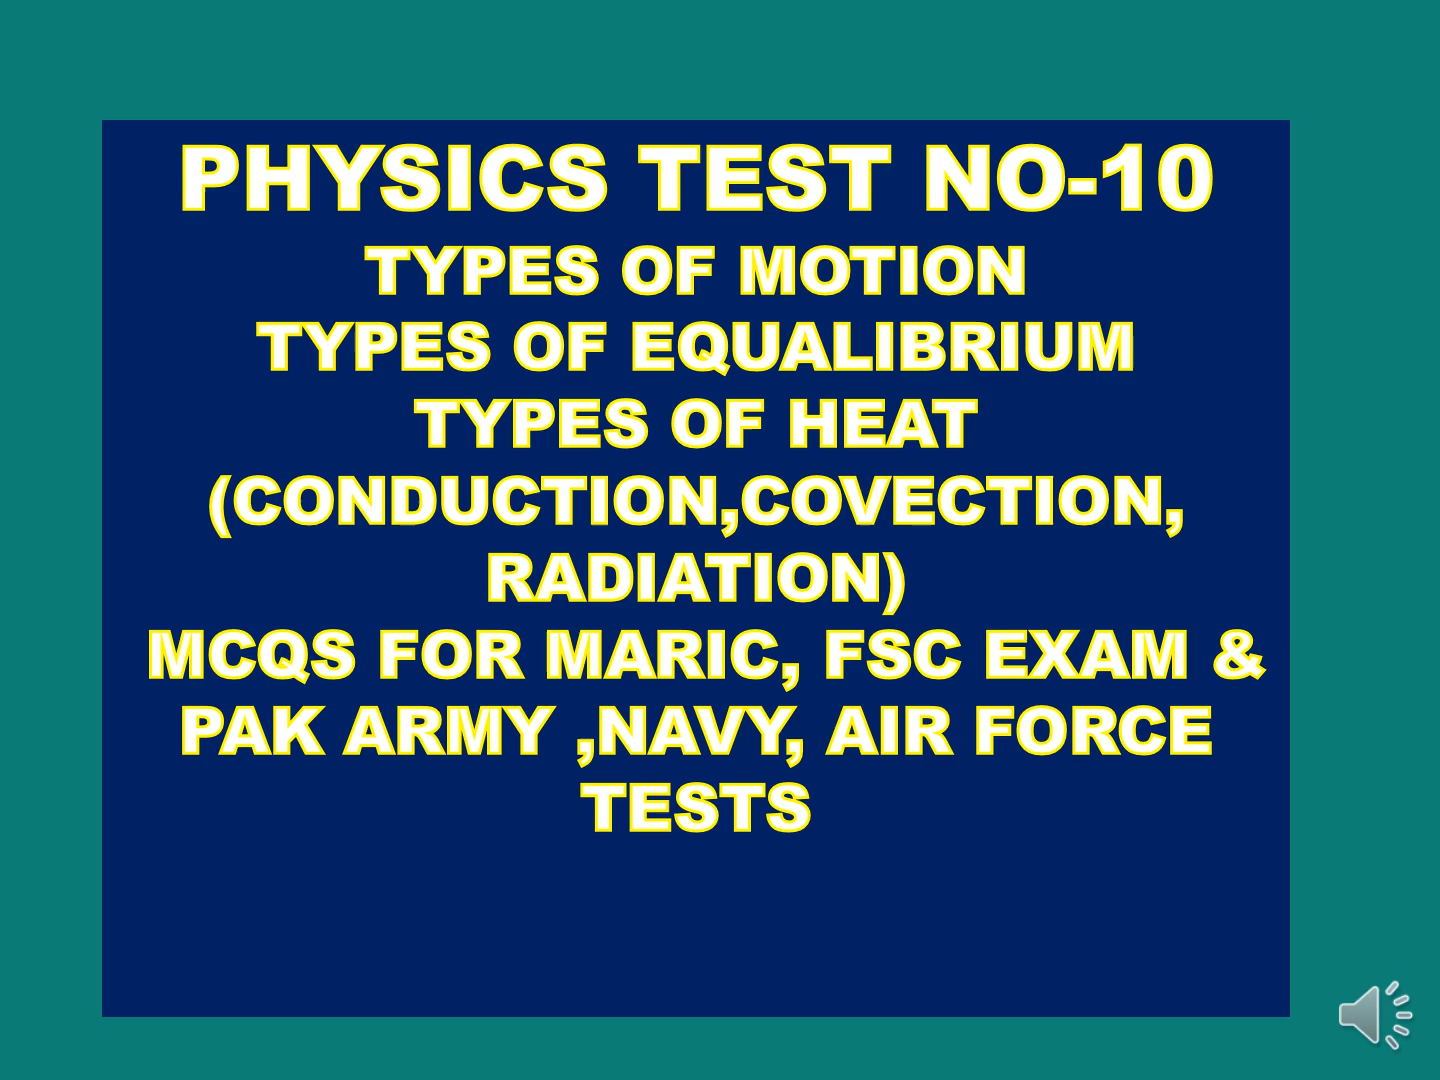 PHYSICS TEST NO-10
TYPES OF MOTION
TYPES OF EQUALIBRIUM
TYPES OF HEAT
(CONDUCTION,COVECTION,
RADIATION)
MCQS FOR MARIC, FSC EXAM &
PAK ARMY ,NAVY, AIR FORCE
TESTS